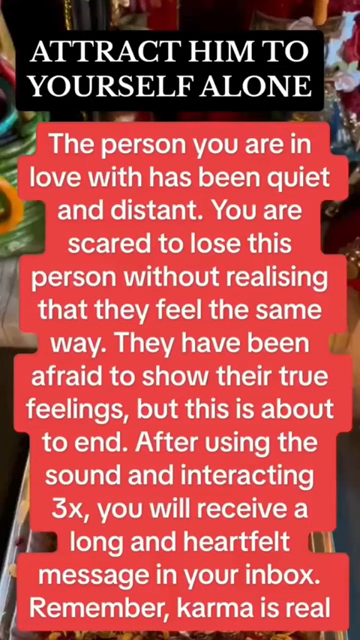 ATTRACT HIM TO
YOURSELF ALONE
The person you are in
love with has been quiet
and distant. You are
scared to lose this
person without realising
that they feel the same
way. They have been
afraid to show their true
feelings, but this is about
to end. After using the
sound and interacting
3x, you will receive a
long and heartfelt
message in your inbox.
Remember, karma is real